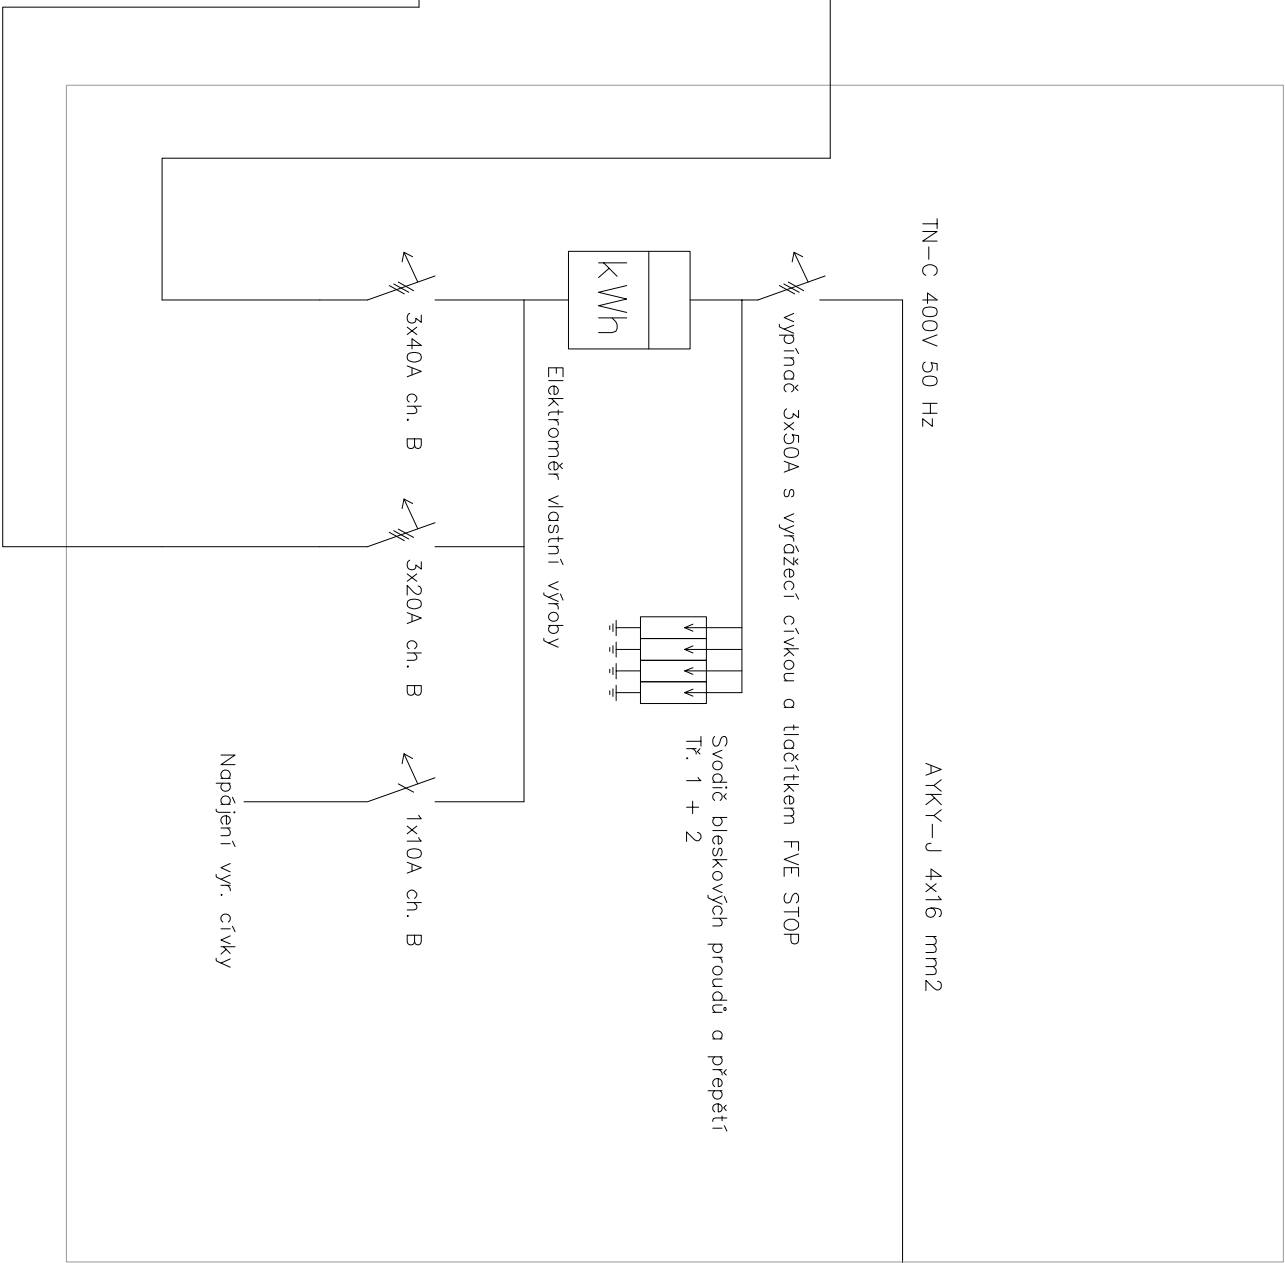 TN-C 400V 50 Hz
AYKY-J 4x16 mm2
vypínač 3x50A s vyrážecí cívkou a tlačítkem FVE STOP
Svodič bleskových proudů a přepětí
Tř. 1 + 2
kWh
Elektroměr vlastní výroby
3x40A ch. B
3x20A ch. B
1x10A ch. B
Napájení vyr. cívky